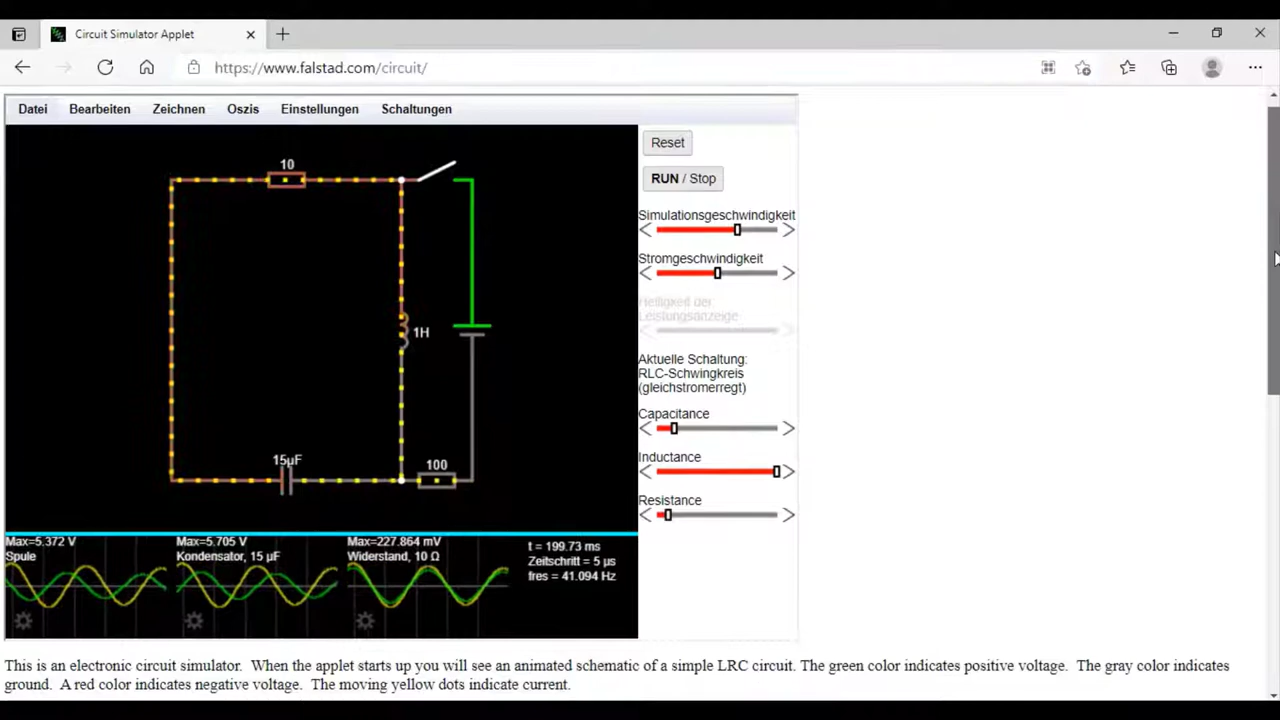 Circuit Simulator Applet
https://www.falstad.com/circuit/
Datei Bearbeiten Zeichnen Oszis Einstellungen Schaltungen
Reset
RUN / Stop
Simulationsgeschwindigkeit
Stromgeschwindigkeit
Helligkeit der
Leistungsanzeige
Aktuelle Schaltung:
RLC-Schwingkreis
(gleichstromerregt)
Capacitance
Inductance
Resistance
10
1H
15µF
100
Max=5.372 V
Spule
Max=5.705 V
Kondensator, 15 µF
Max=227.864 mV
Widerstand, 10 Ω
t = 199.73 ms
Zeitschritt = 5 µs
fres = 41.094 Hz
This is an electronic circuit simulator. When the applet starts up you will see an animated schematic of a simple LRC circuit. The green color indicates positive voltage. The gray color indicates
ground. A red color indicates negative voltage. The moving yellow dots indicate current.